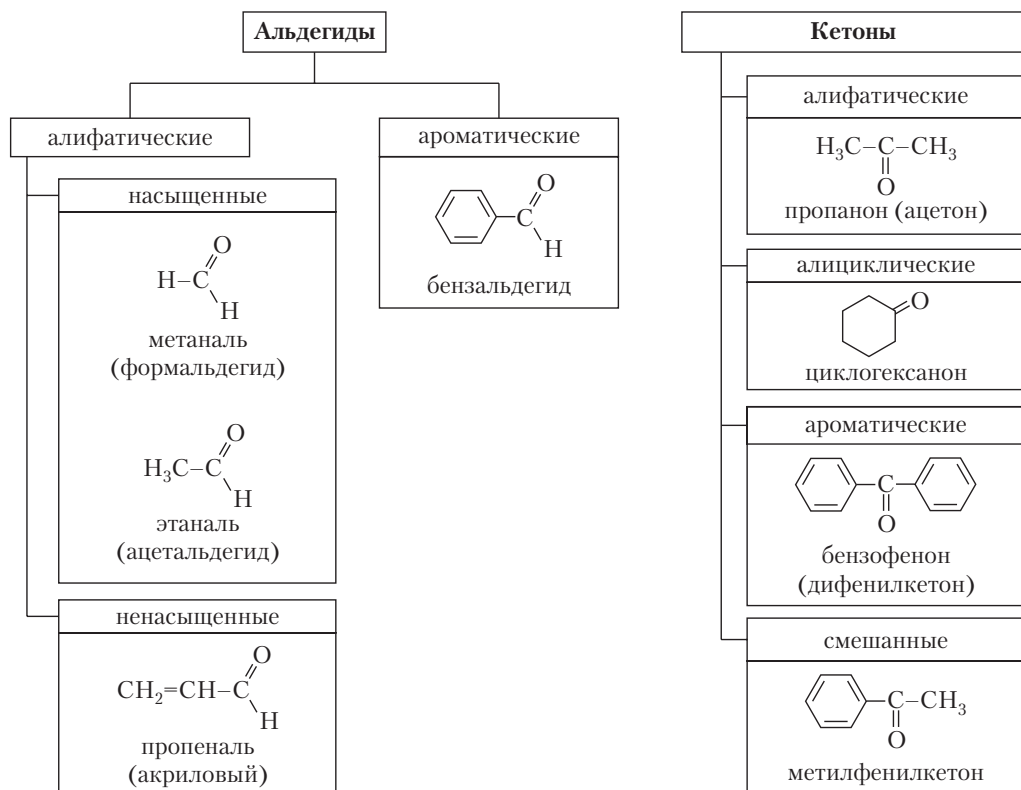 Альдегиды
алифатические
насыщенные
O
H–C
H
метаналь
(формальдегид)
O
H₃C–C
H
этаналь
(ацетальдегид)
ненасыщенные
O
CH₂=CH–C
H
пропеналь
(акриловый)
ароматические
O
C
H
бензальдегид
Кетоны
алифатические
H₃C–C–CH₃
O
пропанон (ацетон)
алициклические
O
циклогексанон
ароматические
C
O
бензофенон
(дифенилкетон)
смешанные
C–CH₃
O
метилфенилкетон